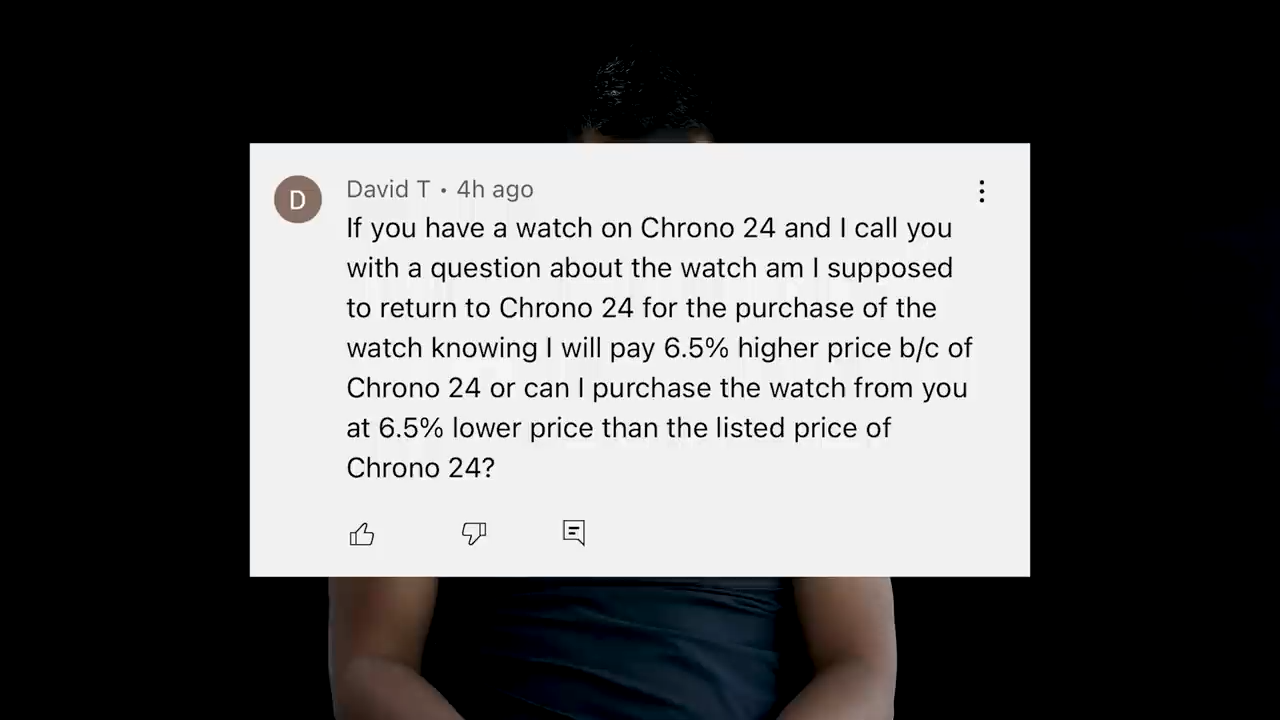 D
David T • 4h ago
If you have a watch on Chrono 24 and I call you
with a question about the watch am I supposed
to return to Chrono 24 for the purchase of the
watch knowing I will pay 6.5% higher price b/c of
Chrono 24 or can I purchase the watch from you
at 6.5% lower price than the listed price of
Chrono 24?